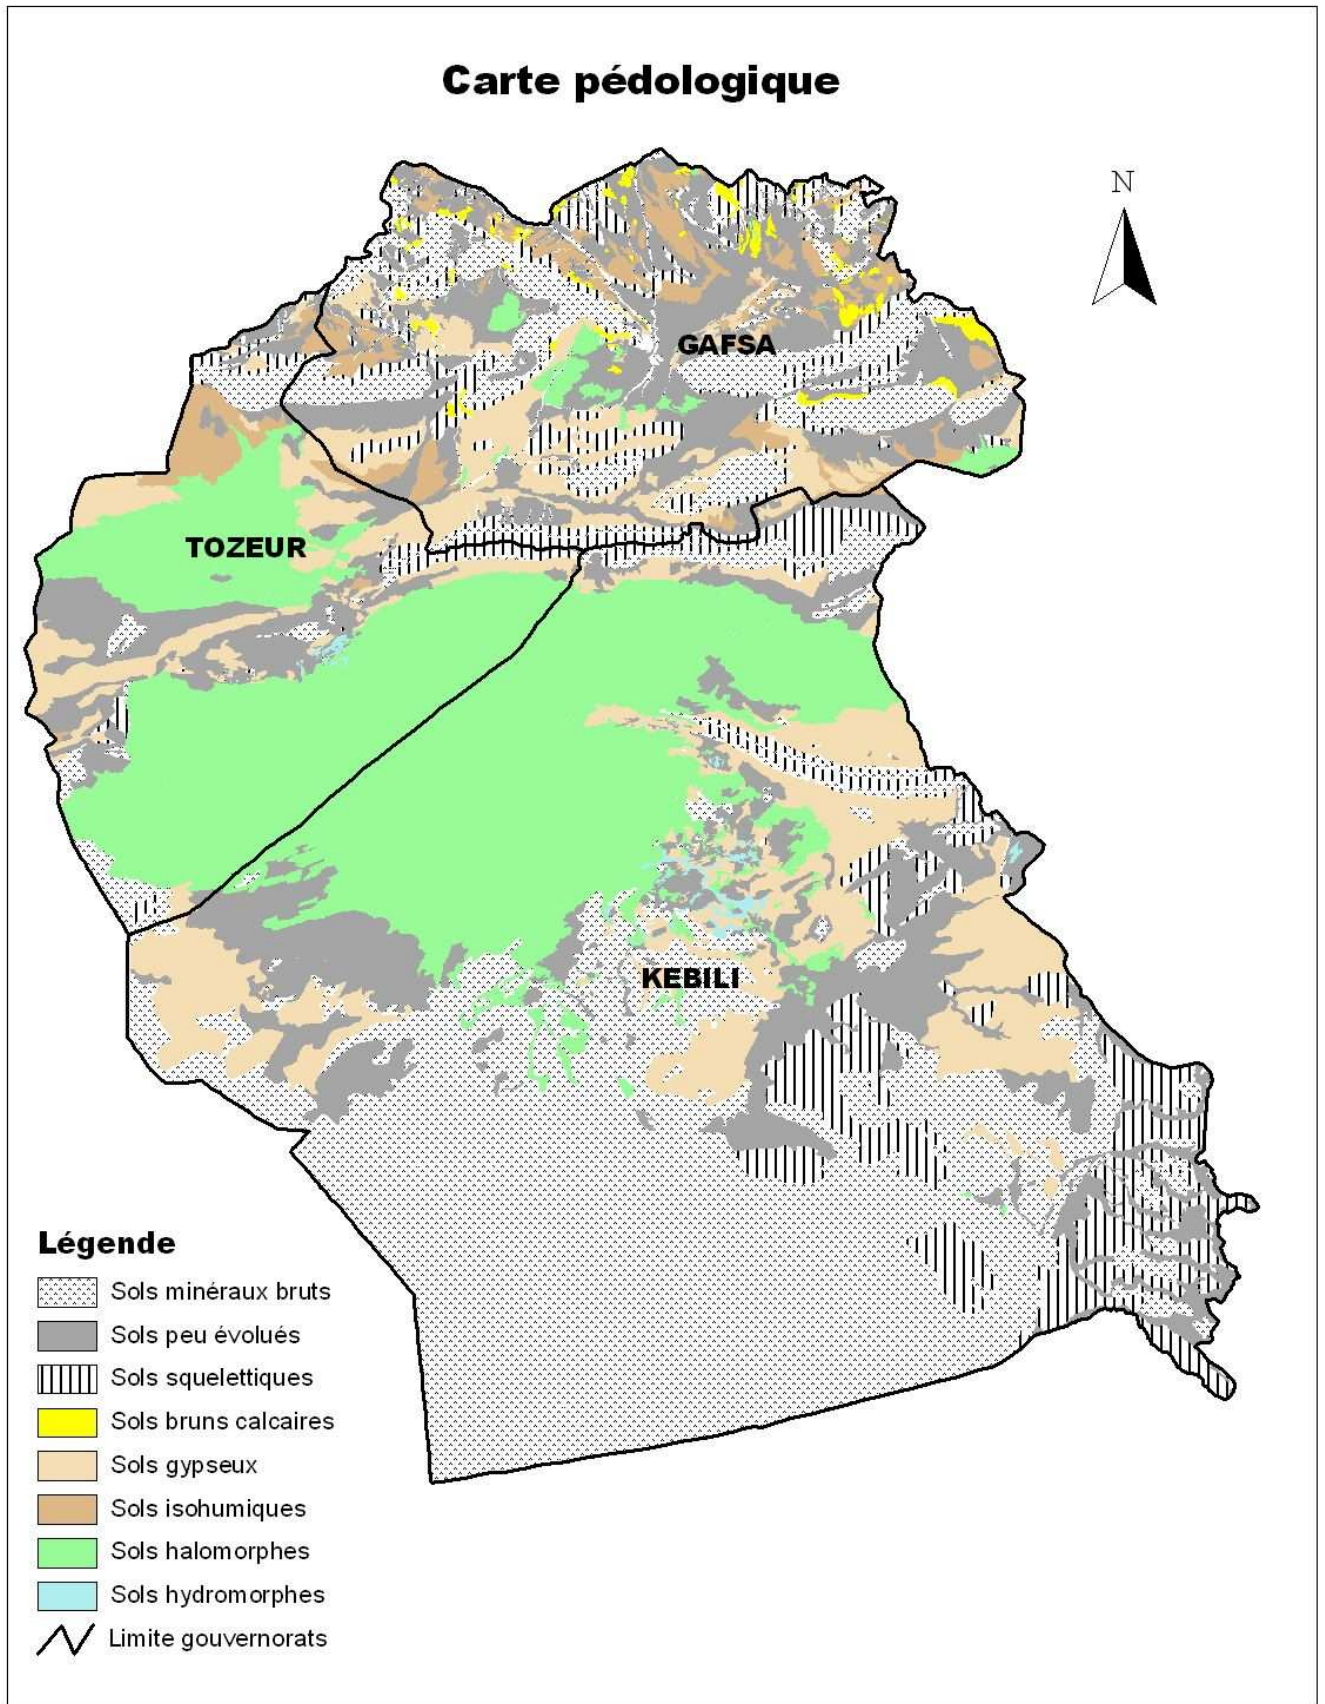 Carte pédologique
N
GAFSA
TOZEUR
KEBILI
Légende
Sols minéraux bruts
Sols peu évolués
Sols squelettiques
Sols bruns calcaires
Sols gypseux
Sols isohumiques
Sols halomorphes
Sols hydromorphes
Limite gouvernorats